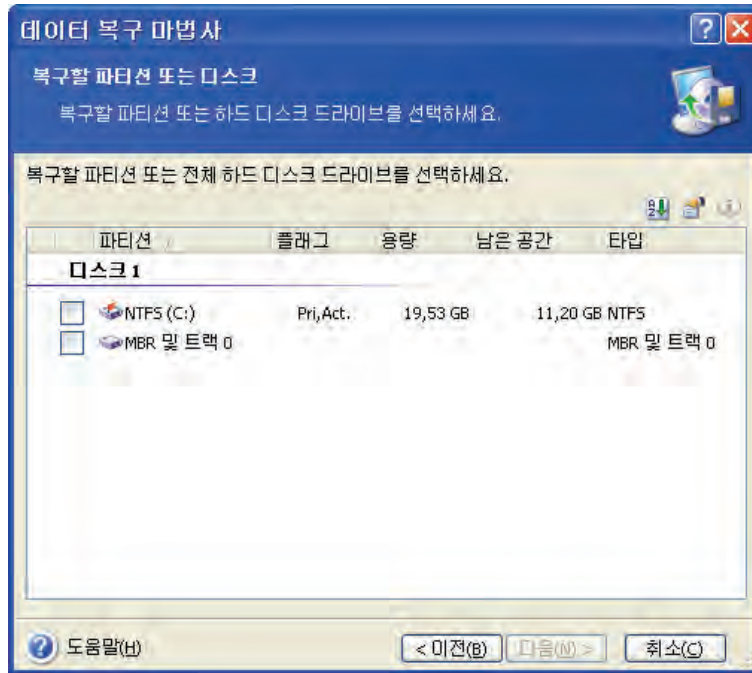 데이터 복구 마법사
복구할 파티션 또는 디스크
복구할 파티션 또는 하드 디스크 드라이브를 선택하세요.
복구할 파티션 또는 전체 하드 디스크 드라이브를 선택하세요.
파티션 플래그 용량 남은 공간 타입
디스크 1
NTFS (C:) Pri,Act. 19,53 GB 11,20 GB NTFS
MBR 및 트랙 0 MBR 및 트랙 0
도움말(H) < 이전(B) 다음(N) > 취소(C)